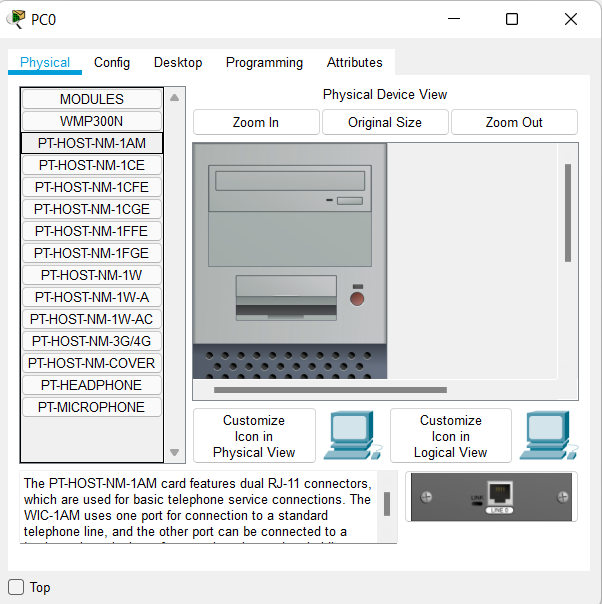 PC0
Physical
Config
Desktop
Programming
Attributes
MODULES
WMP300N
PT-HOST-NM-1AM
PT-HOST-NM-1CE
PT-HOST-NM-1CFE
PT-HOST-NM-1CGE
PT-HOST-NM-1FFE
PT-HOST-NM-1FGE
PT-HOST-NM-1W
PT-HOST-NM-1W-A
PT-HOST-NM-1W-AC
PT-HOST-NM-3G/4G
PT-HOST-NM-COVER
PT-HEADPHONE
PT-MICROPHONE
Physical Device View
Zoom In
Original Size
Zoom Out
Customize
Icon in
Physical View
Customize
Icon in
Logical View
The PT-HOST-NM-1AM card features dual RJ-11 connectors,
which are used for basic telephone service connections. The
WIC-1AM uses one port for connection to a standard
telephone line, and the other port can be connected to a
LINK
LINE 0
Top